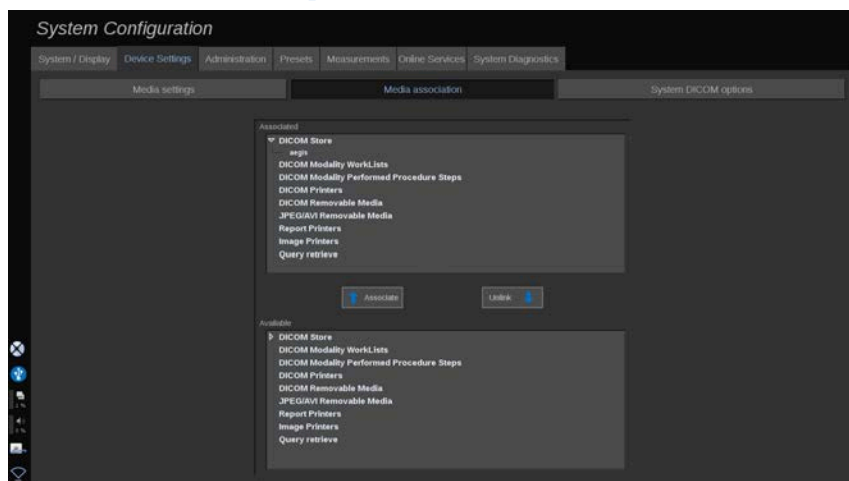 System Configuration
System / Display Device Settings Administration Presets Measurements Online Services System Diagnostics
Media settings Media association System DICOM options
Associated
DICOM Store
aegis
DICOM Modality WorkLists
DICOM Modality Performed Procedure Steps
DICOM Printers
DICOM Removable Media
JPEG/AVI Removable Media
Report Printers
Image Printers
Query retrieve
Associate Unlink
Available
DICOM Store
DICOM Modality WorkLists
DICOM Modality Performed Procedure Steps
DICOM Printers
DICOM Removable Media
JPEG/AVI Removable Media
Report Printers
Image Printers
Query retrieve